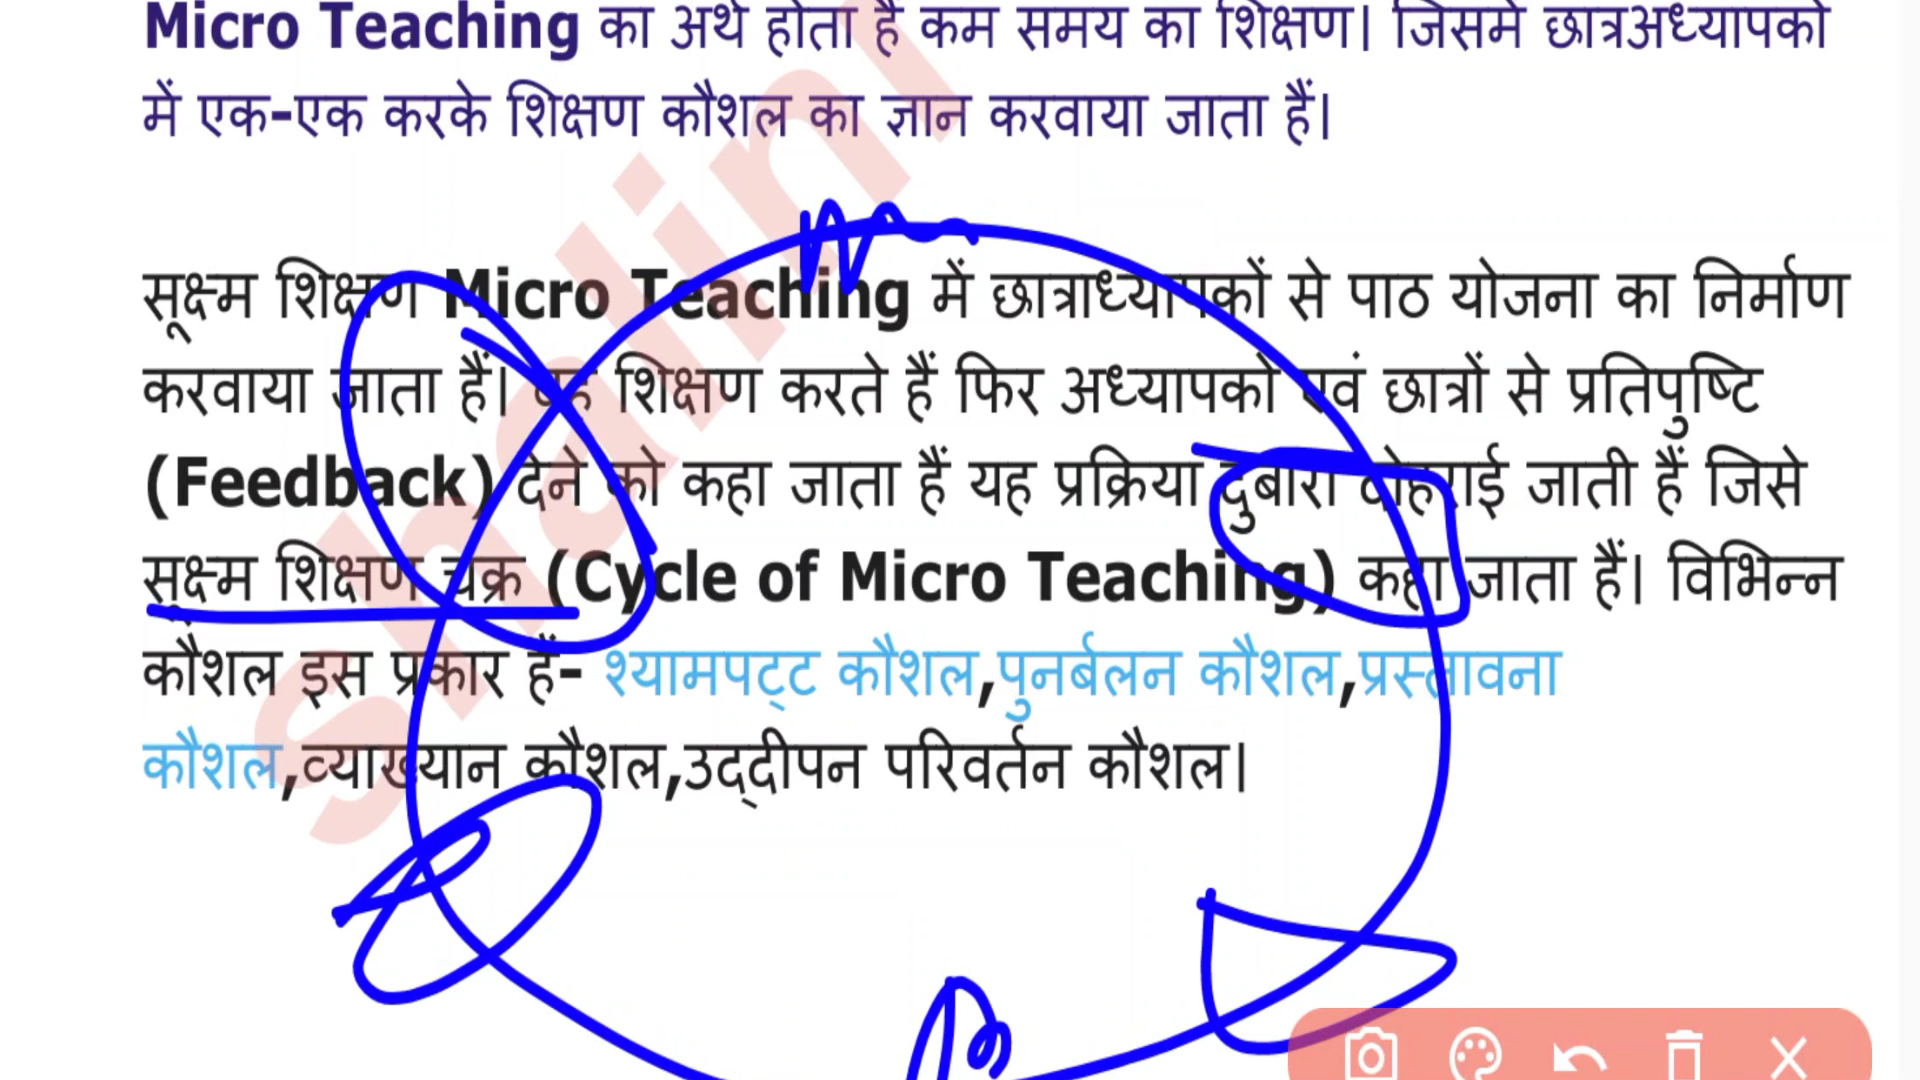 Micro Teaching का अर्थ होता हैं कम समय का शिक्षण। जिसमें छात्रअध्यापकों
में एक-एक करके शिक्षण कौशल का ज्ञान करवाया जाता हैं।
सूक्ष्म शिक्षण Micro Teaching में छात्राध्यापकों से पाठ योजना का निर्माण
करवाया जाता हैं। वह शिक्षण करते हैं फिर अध्यापको एवं छात्रों से प्रतिपुष्टि
(Feedback) देने को कहा जाता हैं यह प्रक्रिया दुबारा दोहराई जाती हैं जिसे
सूक्ष्म शिक्षण चक्र (Cycle of Micro Teaching) कहा जाता हैं। विभिन्न
कौशल इस प्रकार हैं- श्यामपट्ट कौशल,पुनर्बलन कौशल,प्रस्तावना
कौशल,व्याख्यान कौशल,उद्दीपन परिवर्तन कौशल।
shalini